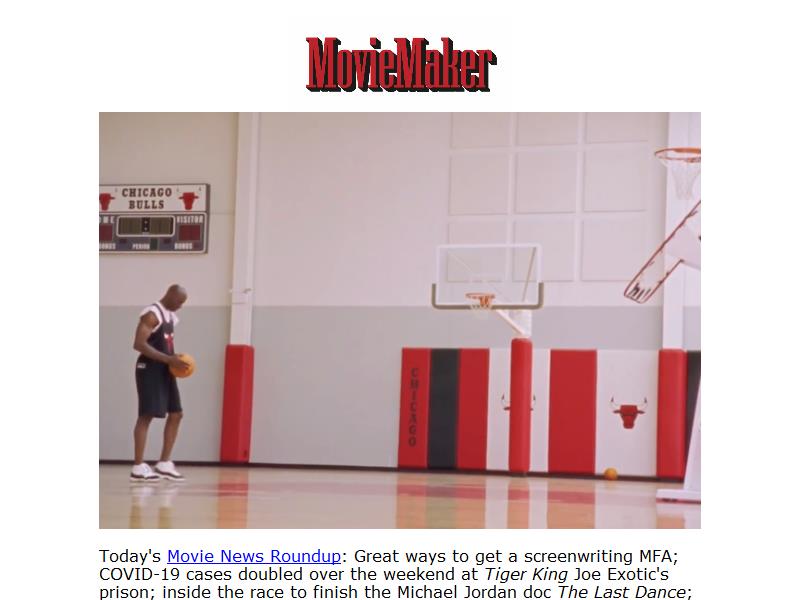 MovieMaker
CHICAGO
BULLS
VISITOR
BONUS PERIOD BONUS
CHICAGO
Today's Movie News Roundup: Great ways to get a screenwriting MFA;
COVID-19 cases doubled over the weekend at Tiger King Joe Exotic's
prison; inside the race to finish the Michael Jordan doc The Last Dance;